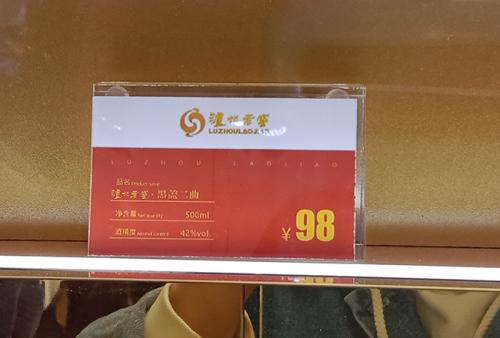 泸州老窖
LUZHOULAOJIAO
LUZHOU LAOJIAO
品名 Product name
泸州老窖·黑盖二曲
净含量 Net quantity 500ml
酒精度 Alcohol content 42%vol.
¥98